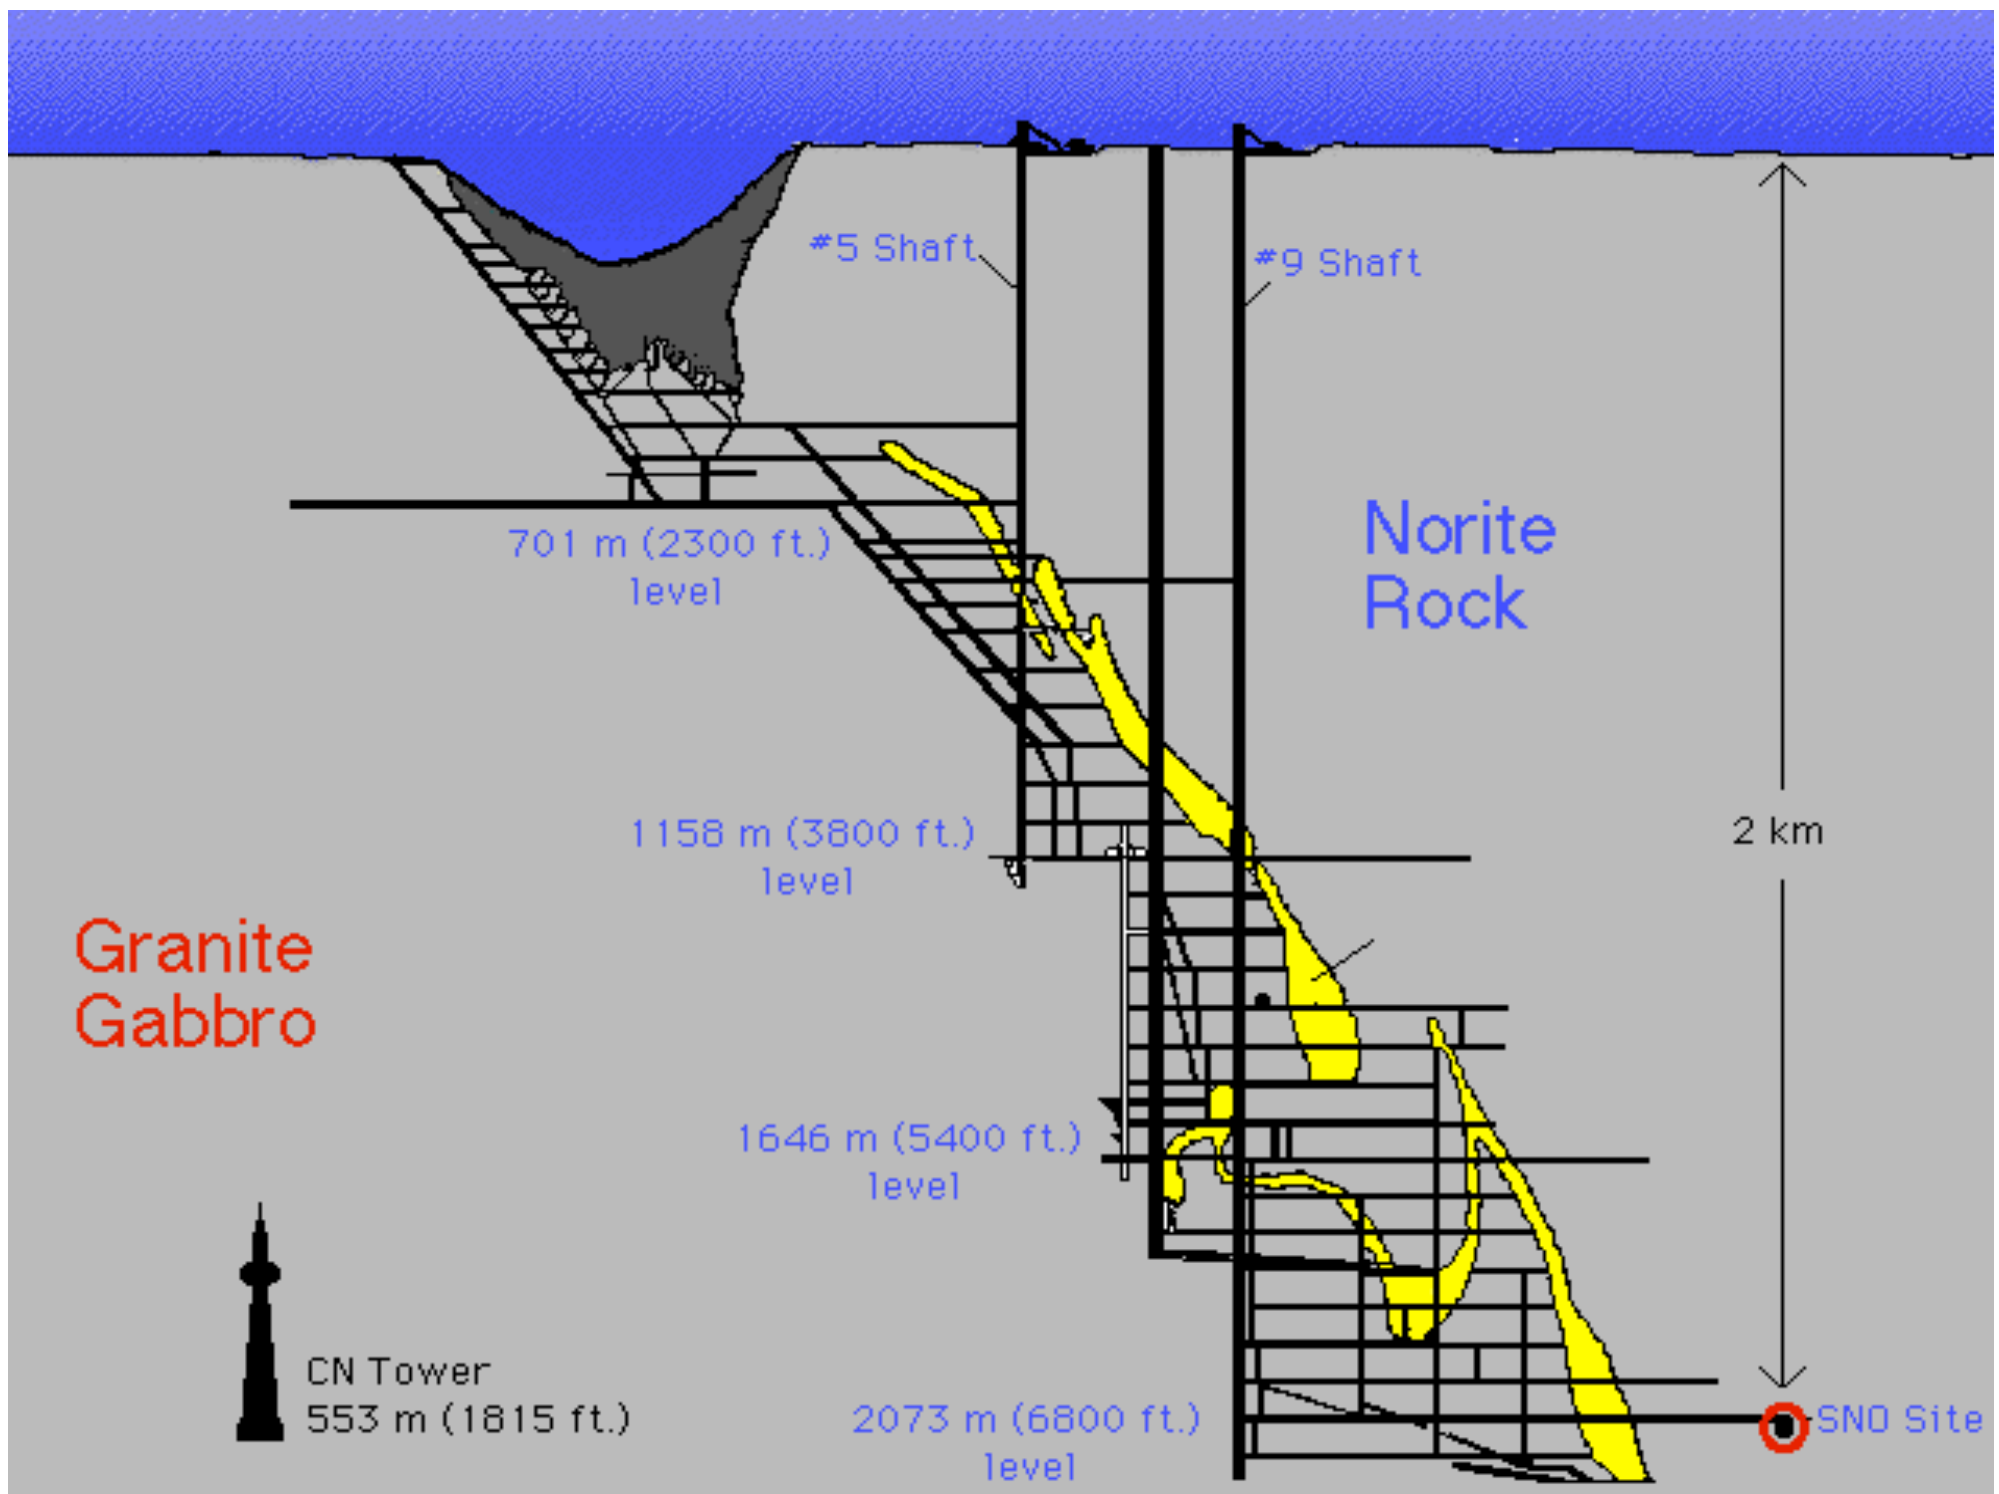 #5 Shaft
#9 Shaft
701 m (2300 ft.)
level
Norite
Rock
1158 m (3800 ft.)
level
2 km
Granite
Gabbro
1646 m (5400 ft.)
level
CN Tower
553 m (1815 ft.)
2073 m (6800 ft.)
level
SNO Site